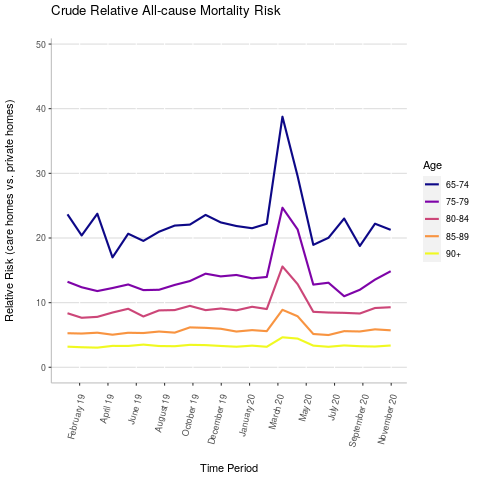 Crude Relative All-cause Mortality Risk
Relative Risk (care homes vs. private homes)
50
40
30
20
10
0
February 19
April 19
June 19
August 19
October 19
December 19
January 20
March 20
May 20
July 20
September 20
November 20
Time Period
Age
65-74
75-79
80-84
85-89
90+